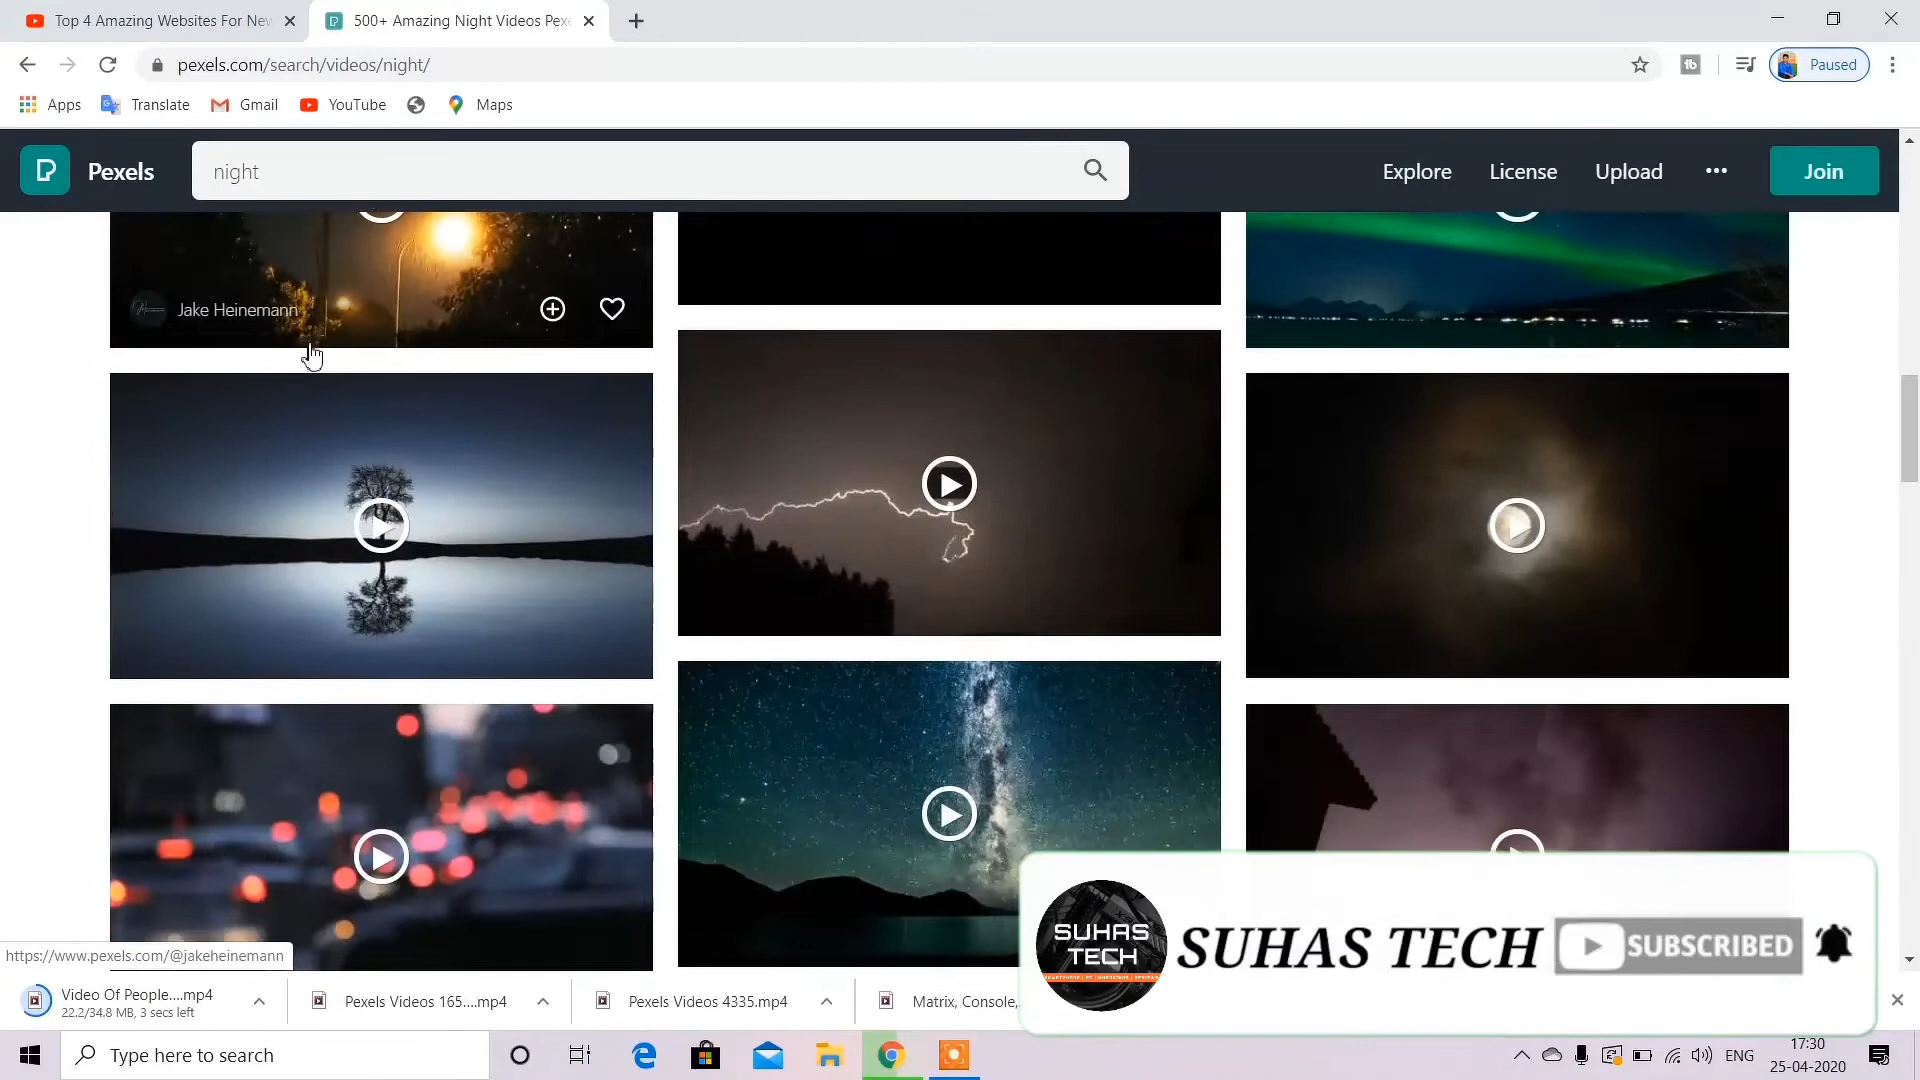 Top 4 Amazing Websites For New
500+ Amazing Night Videos Pex
pexels.com/search/videos/night/
Paused
Apps
Translate
Gmail
YouTube
Maps
Pexels
night
Explore
License
Upload
Join
Jake Heinemann
https://www.pexels.com/@jakeheinemann
SUHAS
TECH
SUHAS TECH
SUBSCRIBED
Video Of People....mp4
22.2/34.8 MB, 3 secs left
Pexels Videos 165....mp4
Pexels Videos 4335.mp4
Matrix, Console,
Type here to search
ENG
17:30
25-04-2020